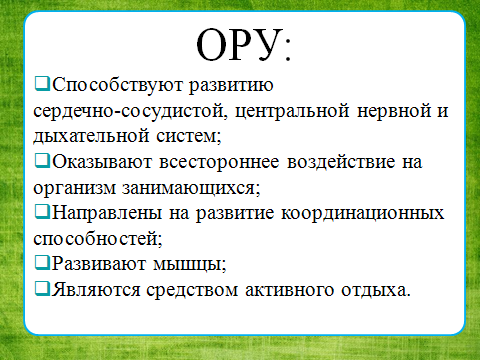 ОРУ:
Способствуют развитию
сердечно-сосудистой, центральной нервной и
дыхательной систем;
Оказывают всестороннее воздействие на
организм занимающихся;
Направлены на развитие координационных
способностей;
Развивают мышцы;
Являются средством активного отдыха.